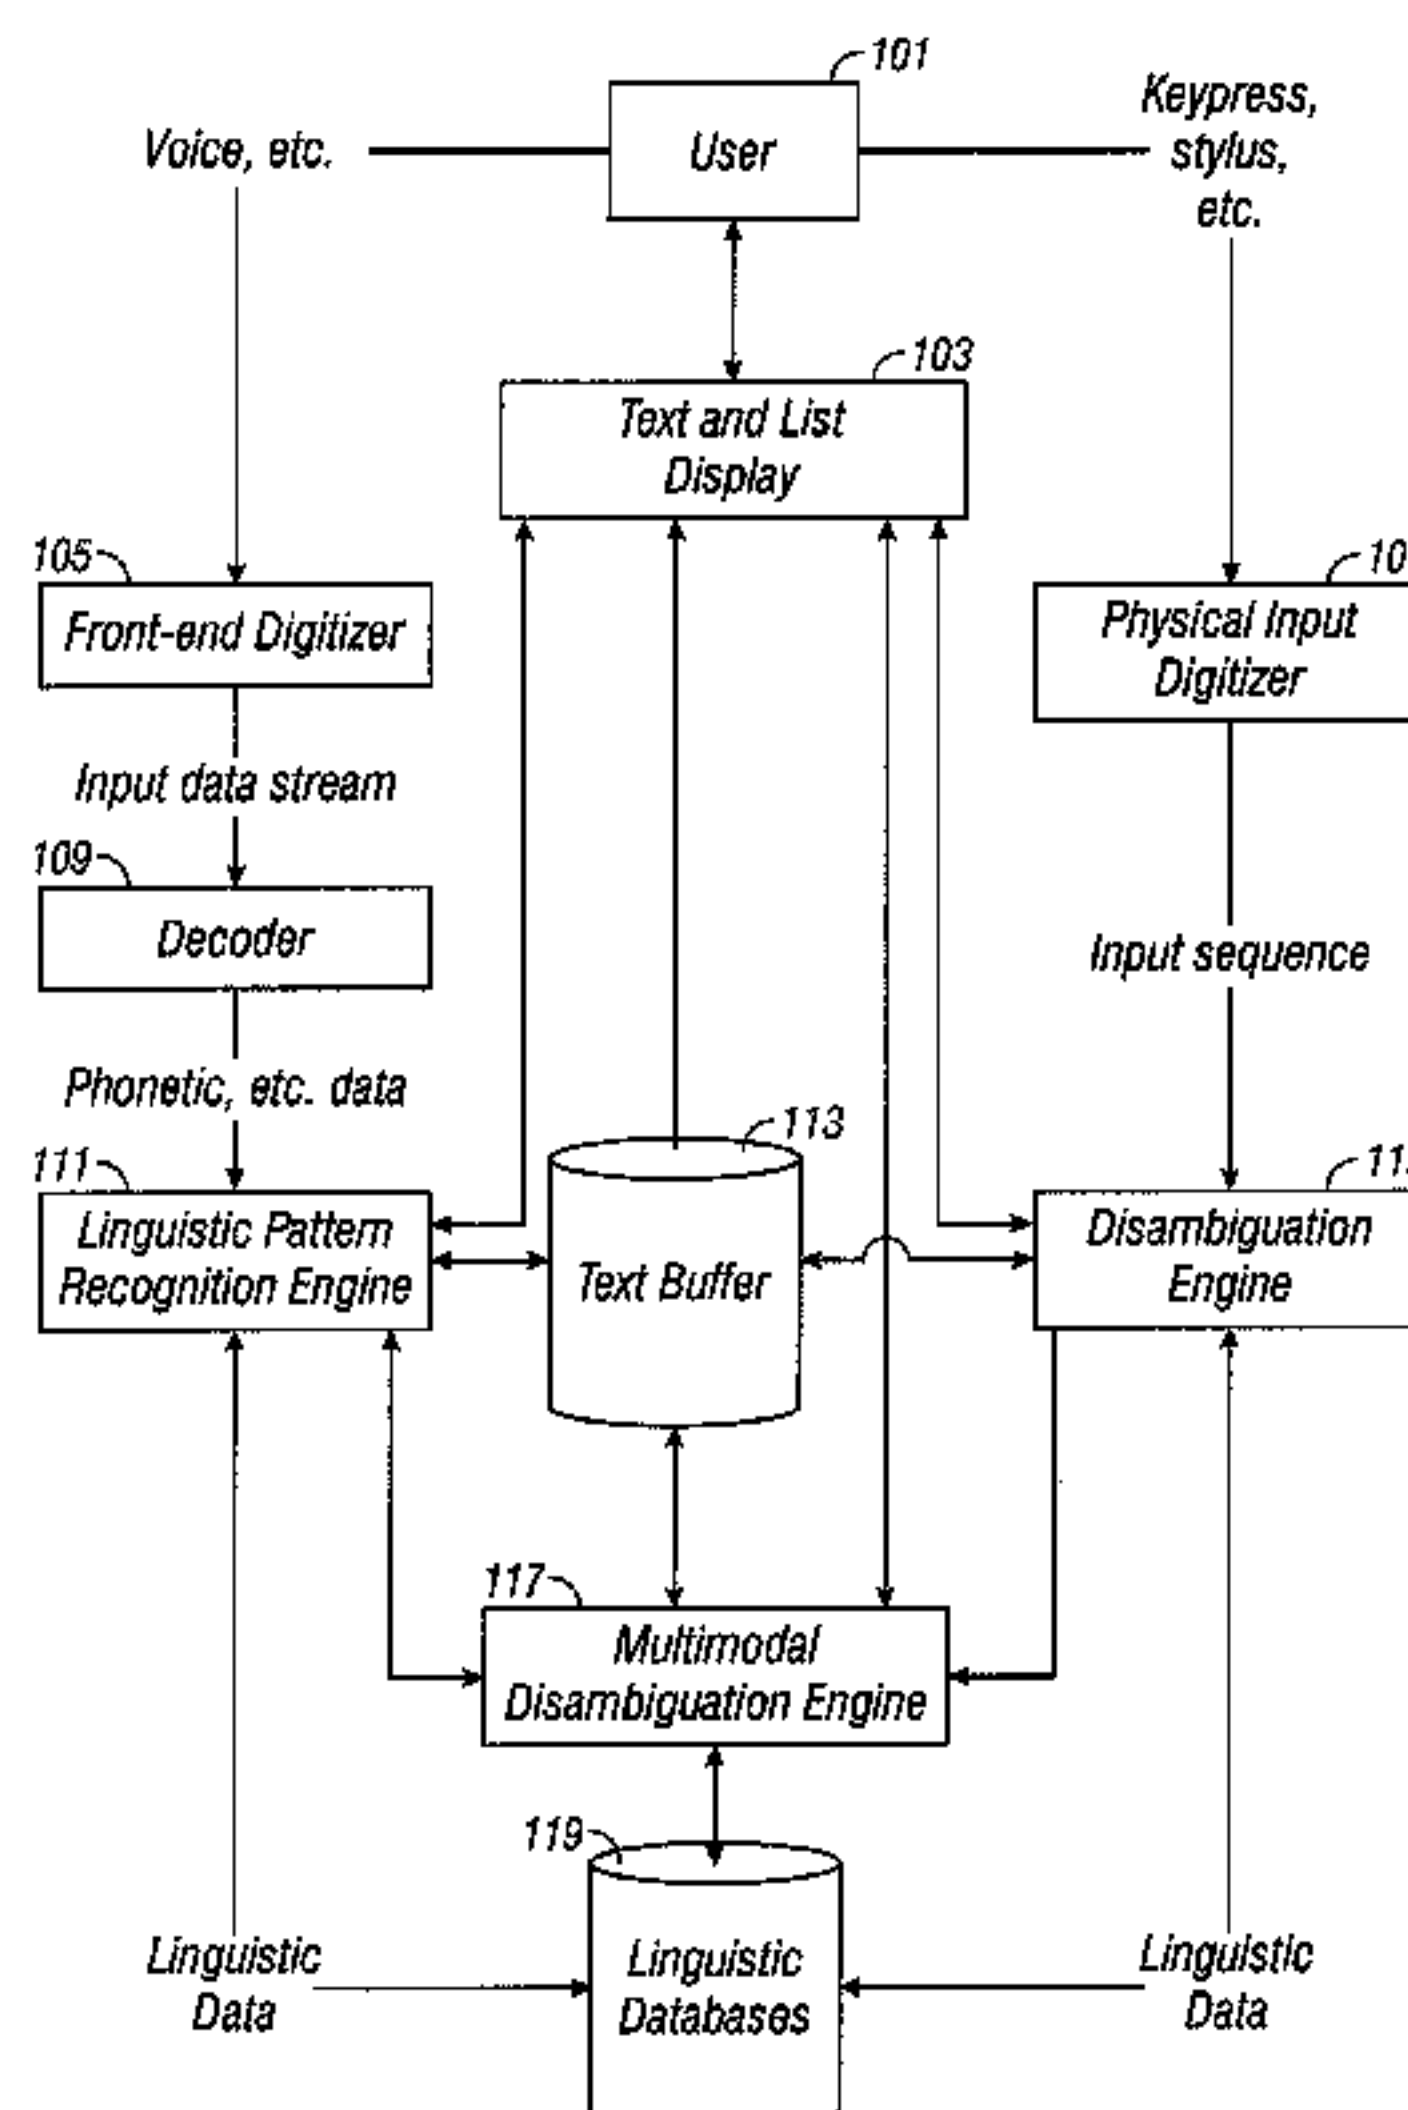 101
Voice, etc.
User
Keypress,
stylus,
etc.
103
Text and List
Display
105
Front-end Digitizer
10
Physical Input
Digitizer
Input data stream
109
Decoder
Input sequence
Phonetic, etc. data
113
111
Linguistic Pattern
Recognition Engine
Text Buffer
11
Disambiguation
Engine
117
Multimodal
Disambiguation Engine
119
Linguistic
Data
Linguistic
Databases
Linguistic
Data